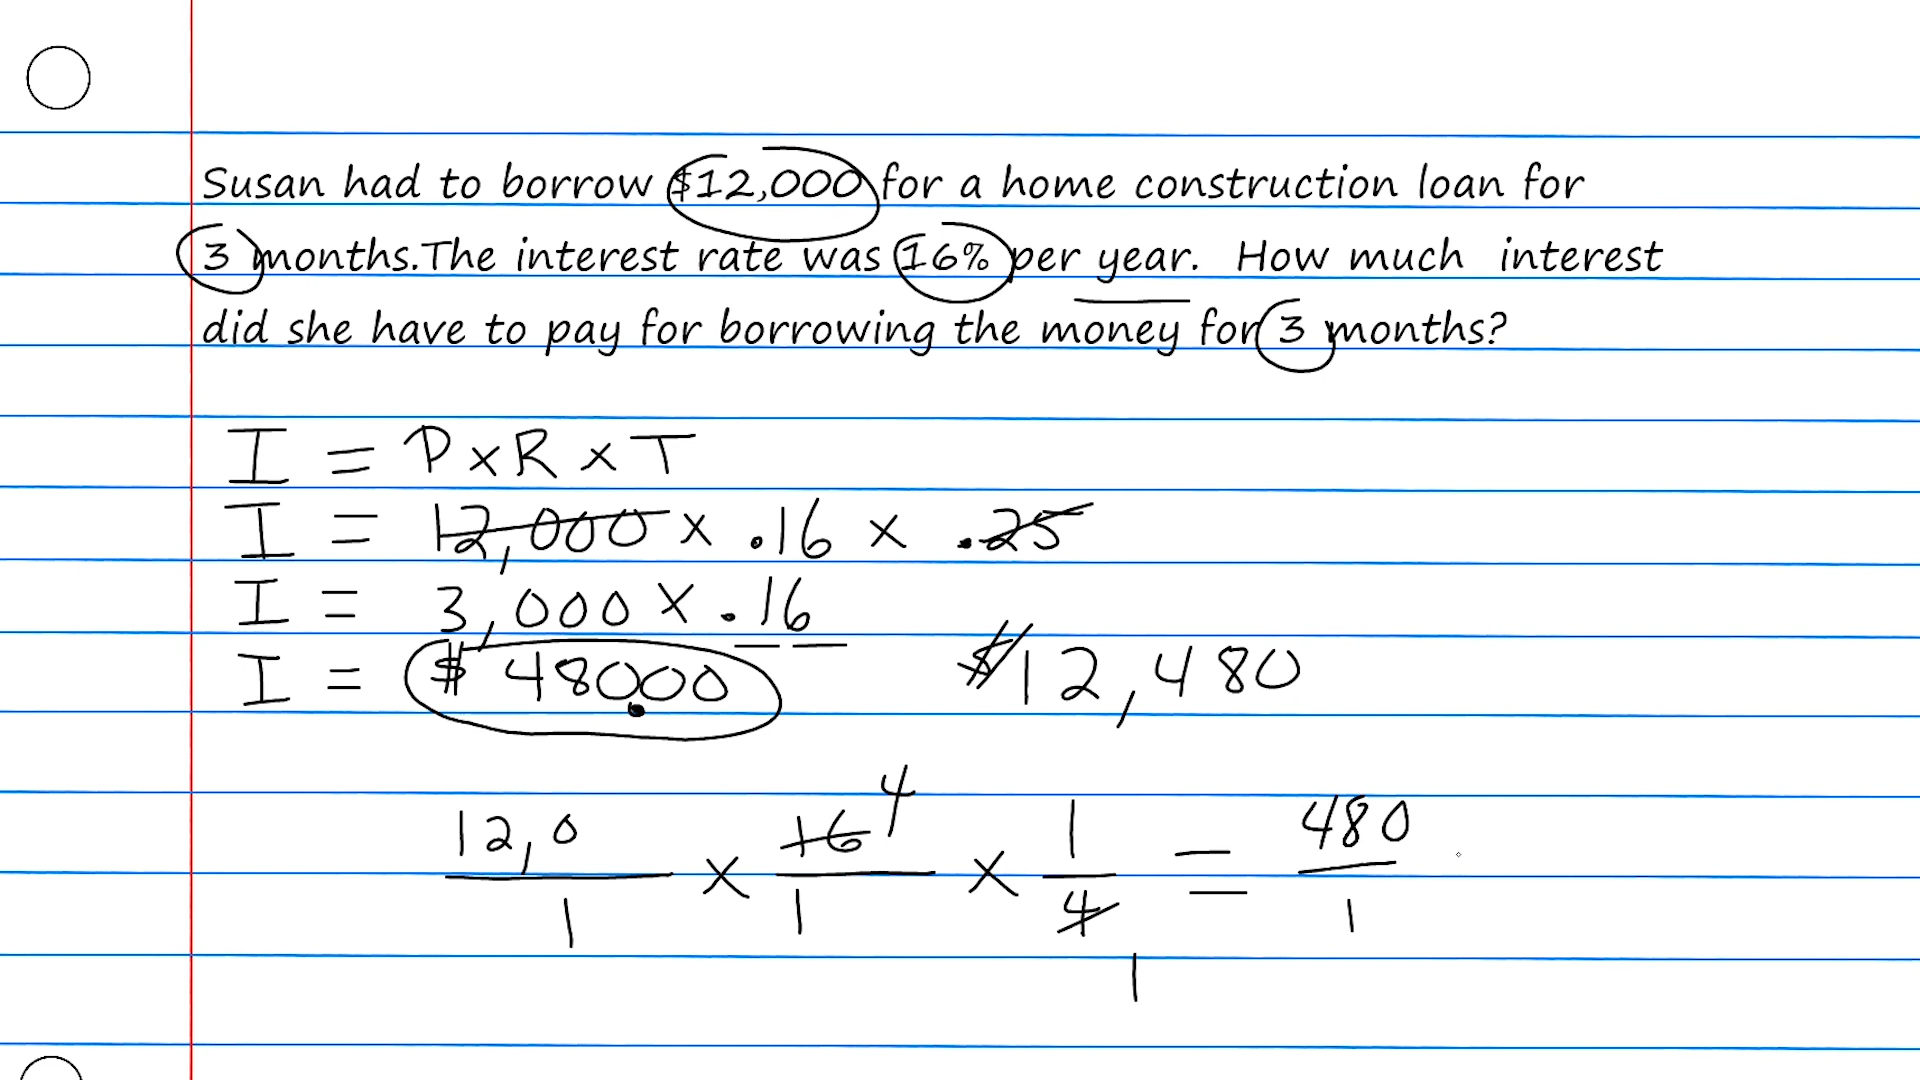 Susan had to borrow $12,000 for a home construction loan for
3 months.The interest rate was 16% per year. How much interest
did she have to pay for borrowing the money for 3 months?
I = P x R x T
I = 12,000 x .16 x .25
I = 3,000 x .16
I = $ 480.00 $12,480
4
12,0 16 1 480
x x =
1 1 4 1
1